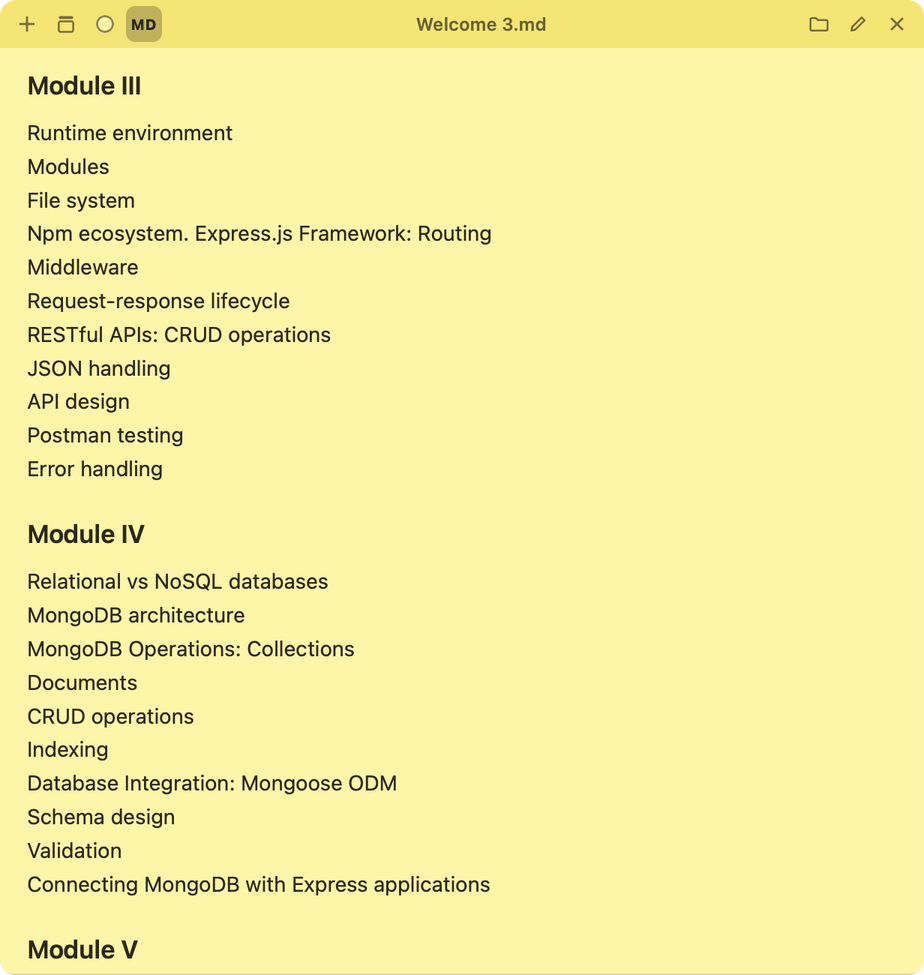 MD
Welcome 3.md
Module III
Runtime environment
Modules
File system
Npm ecosystem. Express.js Framework: Routing
Middleware
Request-response lifecycle
RESTful APIs: CRUD operations
JSON handling
API design
Postman testing
Error handling
Module IV
Relational vs NoSQL databases
MongoDB architecture
MongoDB Operations: Collections
Documents
CRUD operations
Indexing
Database Integration: Mongoose ODM
Schema design
Validation
Connecting MongoDB with Express applications
Module V